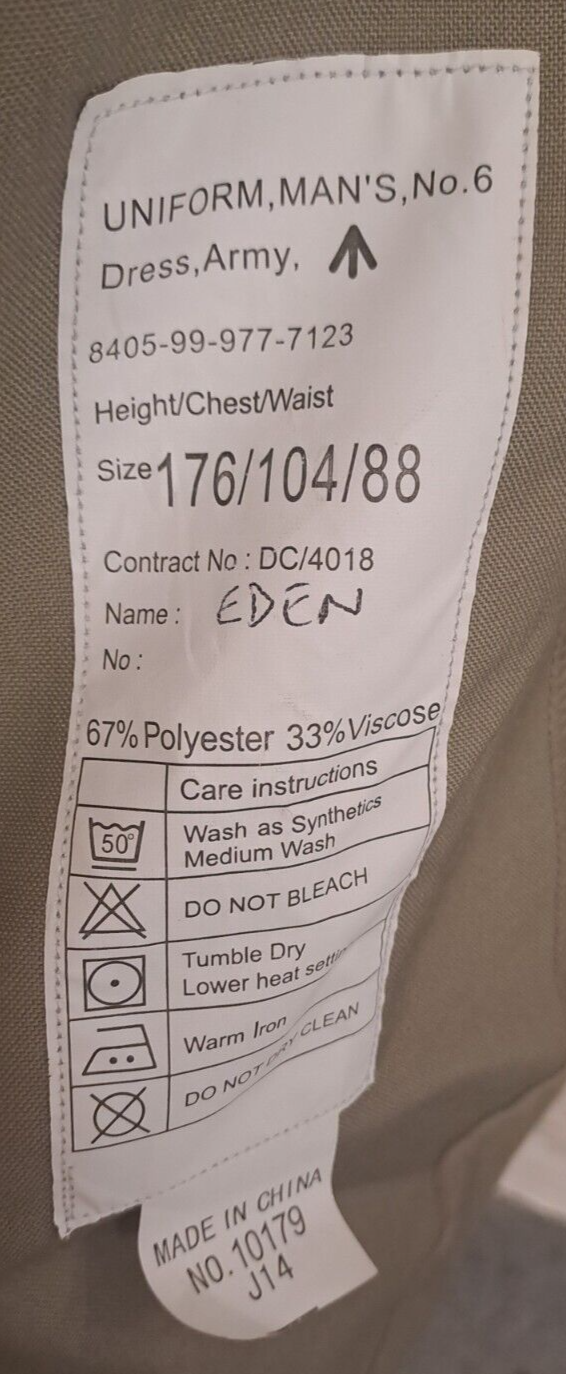 UNIFORM,MAN'S,No.6
Dress,Army,
8405-99-977-7123
Height/Chest/Waist
Size 176/104/88
Contract No : DC/4018
Name : EDEN
No :
67% Polyester 33%Viscose
Care instructions
50°
Wash as Synthetics
Medium Wash
DO NOT BLEACH
Tumble Dry
Lower heat setting
Warm Iron
DO NOT DRY CLEAN
MADE IN CHINA
NO.10179
J14